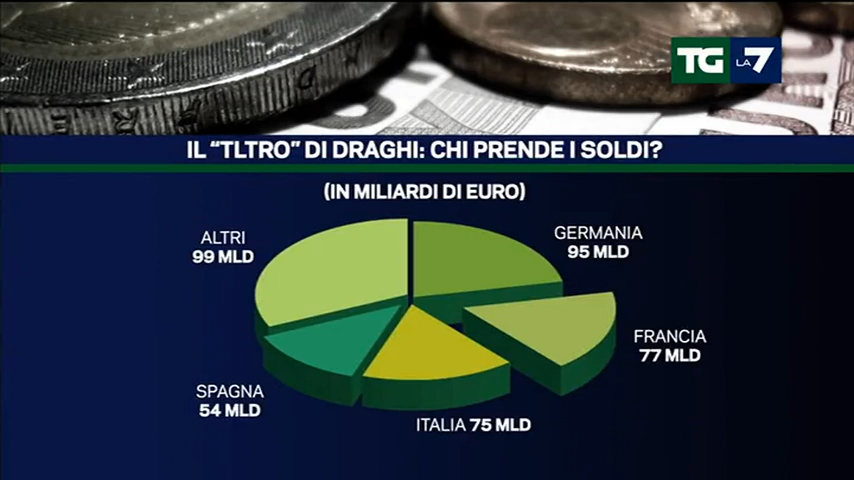 TG LA7
IL “TLTRO” DI DRAGHI: CHI PRENDE I SOLDI?
(IN MILIARDI DI EURO)
ALTRI
99 MLD
GERMANIA
95 MLD
FRANCIA
77 MLD
SPAGNA
54 MLD
ITALIA 75 MLD